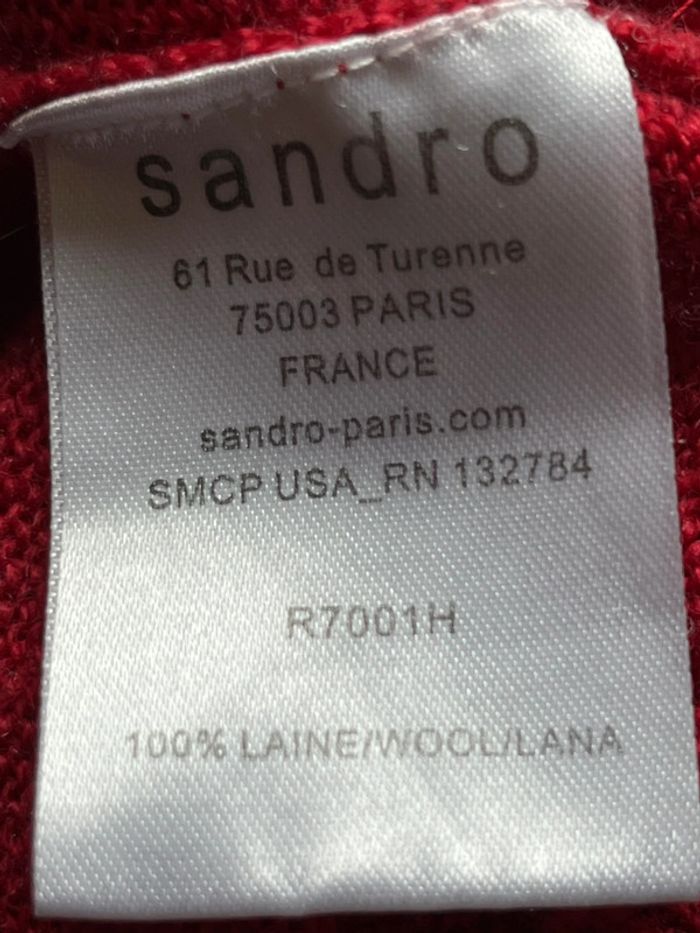 sandro
61 Rue de Turenne
75003 PARIS
FRANCE
sandro-paris.com
SMCP USA_RN 132784
R7001H
100% LAINE/WOOL/LANA